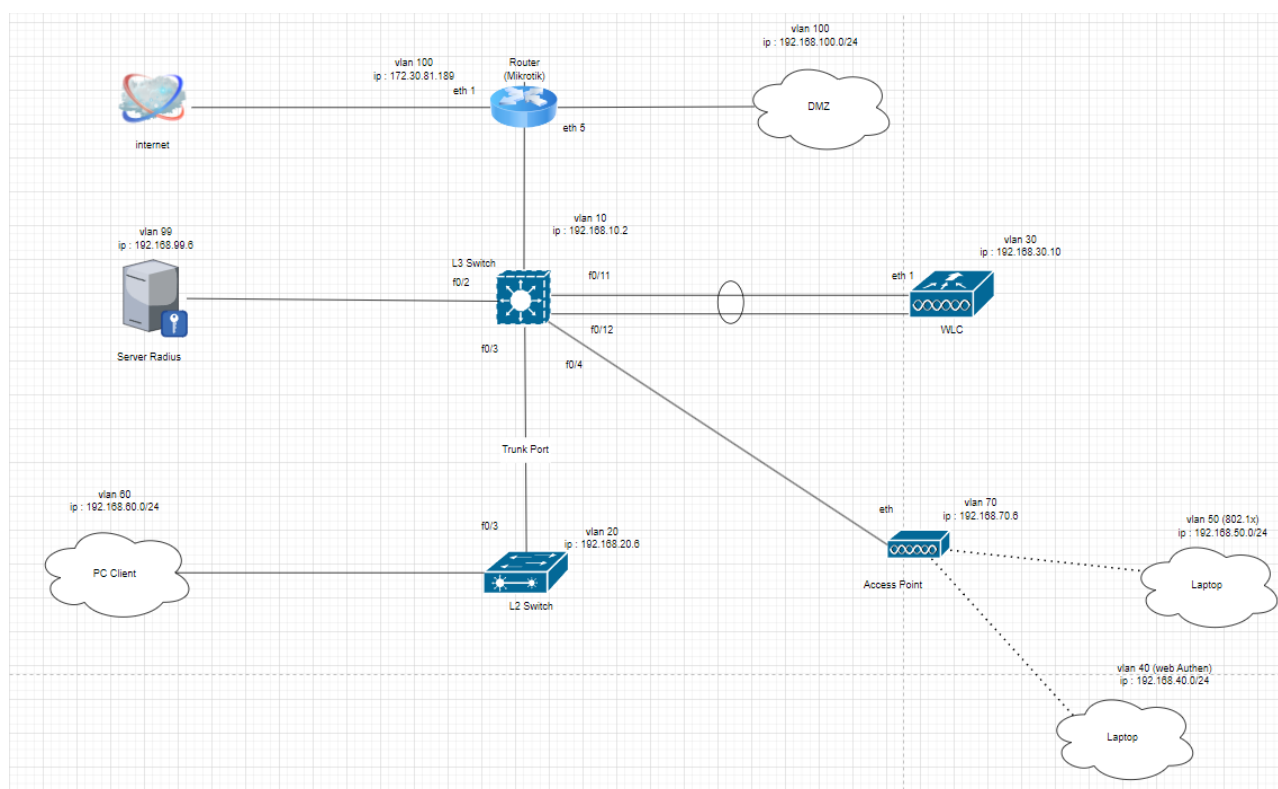 vlan 100
ip : 192.168.100.0/24
vlan 100
ip : 172.30.81.189
Router
(Mikrotik)
eth 1
DMZ
eth 5
internet
vlan 10
ip : 192.168.10.2
vlan 99
ip : 192.168.99.6
vlan 30
ip : 192.168.30.10
L3 Switch
f0/2
f0/11
eth 1
f0/12
WLC
Server Radius
f0/3
f0/4
Trunk Port
vlan 60
ip : 192.168.60.0/24
f0/3
vlan 20
ip : 192.168.20.6
eth
vlan 70
ip : 192.168.70.6
vlan 50 (802.1x)
ip : 192.168.50.0/24
PC Client
L2 Switch
Access Point
Laptop
vlan 40 (web Authen)
ip : 192.168.40.0/24
Laptop